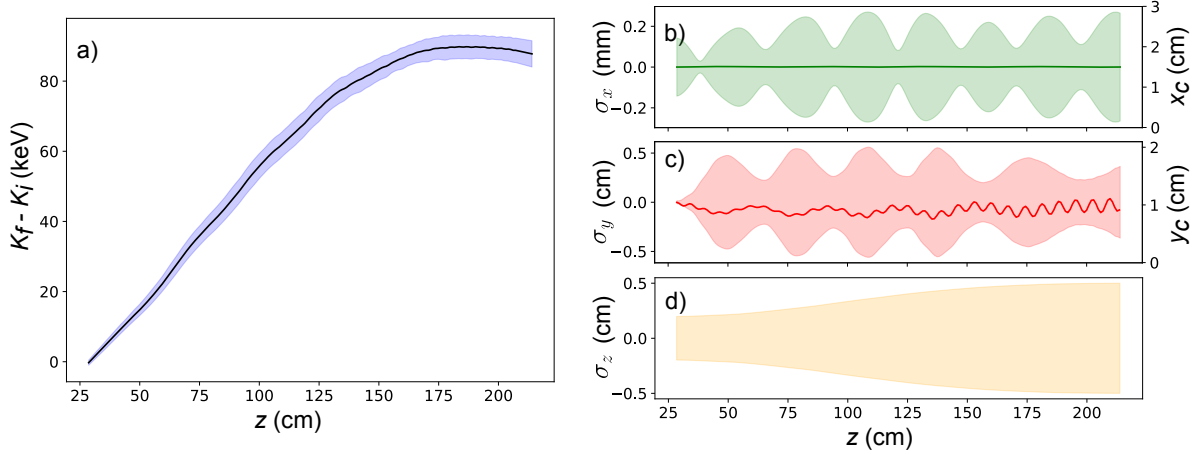 a)
K_f - K_i (keV)
80
60
40
20
0
25 50 75 100 125 150 175 200
z (cm)
b)
σ_x (mm)
0.2
0.0
−0.2
3
2
1
0
x_c (cm)
c)
σ_y (cm)
0.5
0.0
−0.5
2
1
0
y_c (cm)
d)
σ_z (cm)
0.5
0.0
−0.5
25 50 75 100 125 150 175 200
z (cm)